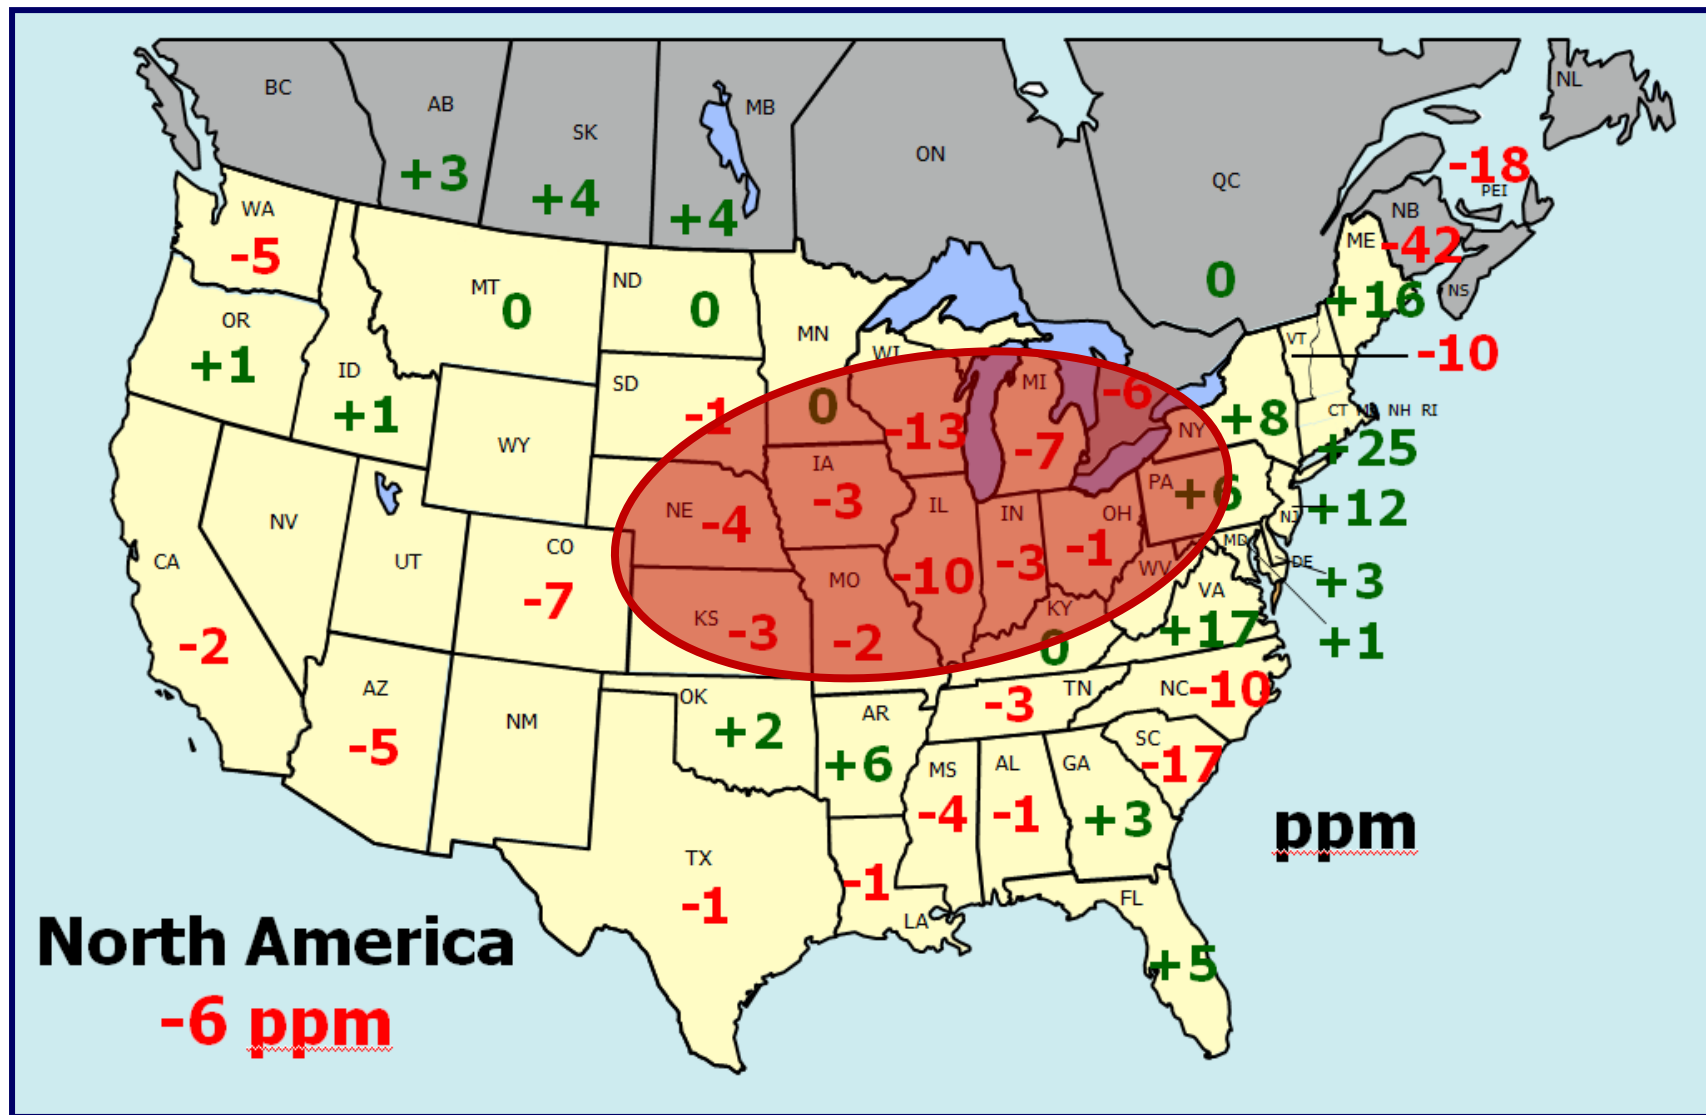 BC
AB
SK
MB
ON
QC
NL
+3
+4
+4
-18
PEI
NB
-42
NS
WA
-5
MT 0
ND
0
0
ME
+16
OR
+1
ID
+1
MN
0
WI
-13
MI
-7
-6
VT
-10
SD
-1
WY
NY
+8
CT MA NH RI
+25
IA
-3
NE -4
IL
-10
IN
-3
OH
-1
PA +6
NJ +12
NV
UT
CO
-7
CA
-2
MO
-2
KS -3
KY
0
WV
MD
DE
+3
VA
+17
+1
AZ
-5
NM
OK
+2
AR
+6
TN
-3
NC -10
SC
-17
MS
-4
AL
-1
GA
+3
ppm
TX
-1
-1
LA
FL
+5
North America
-6 ppm